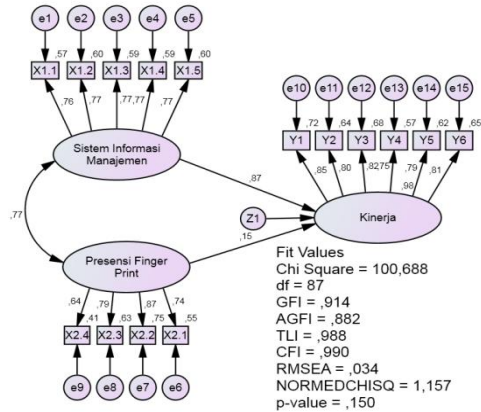 e1 e2 e3 e4 e5
,57 ,60 ,59 ,59 ,60
X1.1 X1.2 X1.3 X1.4 X1.5
,76 ,77 ,77 ,77 ,77
Sistem Informasi
Manajemen
e10 e11 e12 e13 e14 e15
,72 ,64 ,68 ,57 ,62 ,65
Y1 Y2 Y3 Y4 Y5 Y6
,85 ,80 ,82 ,75 ,79 ,81
,98
,87
,77
Z1
Kinerja
,15
Presensi Finger
Print
,64 ,79 ,87 ,74
,41 ,63 ,75 ,55
X2.4 X2.3 X2.2 X2.1
e9 e8 e7 e6
Fit Values
Chi Square = 100,688
df = 87
GFI = ,914
AGFI = ,882
TLI = ,988
CFI = ,990
RMSEA = ,034
NORMEDCHISQ = 1,157
p-value = ,150